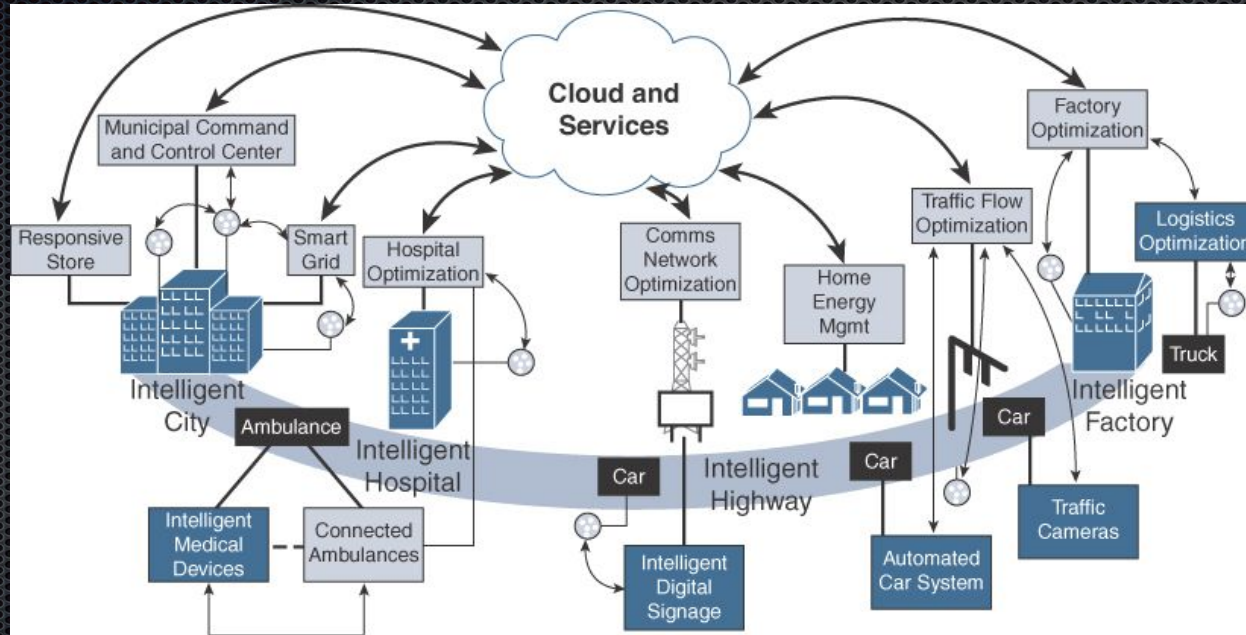 Cloud and
Services
Municipal Command
and Control Center
Factory
Optimization
Responsive
Store
Smart
Grid
Hospital
Optimization
Comms
Network
Optimization
Home
Energy
Mgmt
Traffic Flow
Optimization
Logistics
Optimization
Truck
Intelligent
City
Ambulance
Intelligent
Hospital
Intelligent
Highway
Intelligent
Factory
Car
Car
Car
Intelligent
Medical
Devices
Connected
Ambulances
Intelligent
Digital
Signage
Automated
Car System
Traffic
Cameras